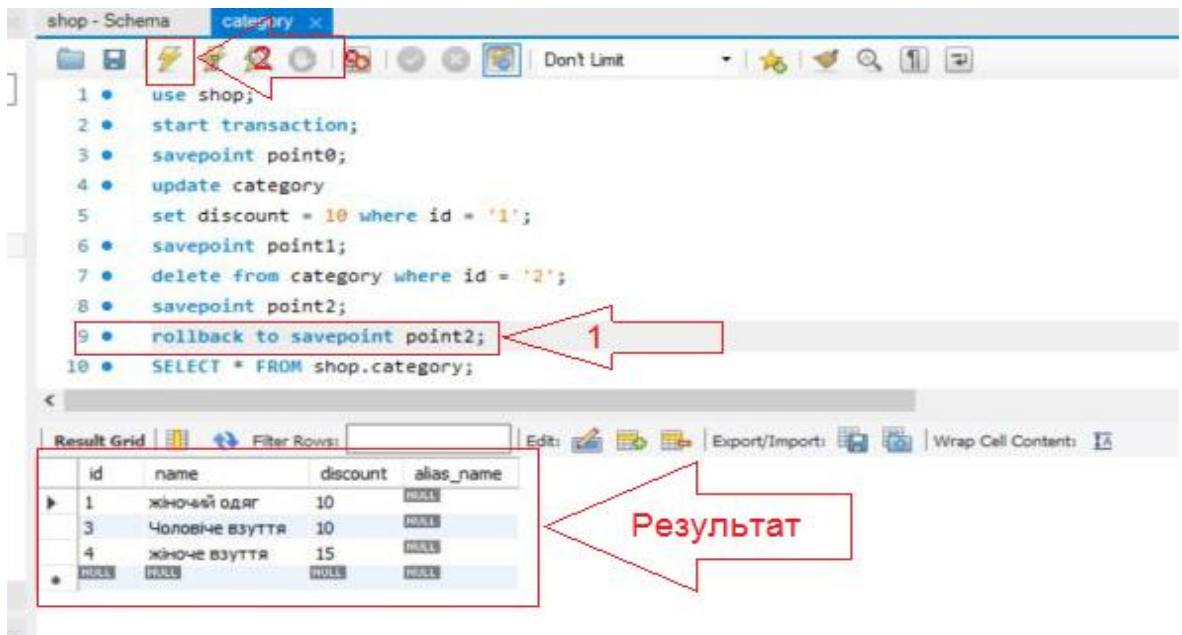 shop - Schema category ×
Don't Limit
2
1 use shop;
2 start transaction;
3 savepoint point0;
4 update category
5 set discount = 10 where id = '1';
6 savepoint point1;
7 delete from category where id = '2';
8 savepoint point2;
9 rollback to savepoint point2;
1
10 SELECT * FROM shop.category;
Result Grid Filter Rows: Edit: Export/Import: Wrap Cell Content:
id name discount alias_name
1 жіночий одяг 10 NULL
3 Чоловіче взуття 10 NULL
4 жіноче взуття 15 NULL
NULL NULL NULL NULL
Результат